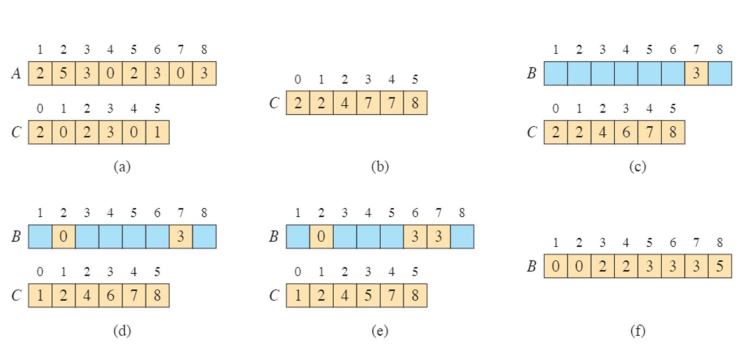 1 2 3 4 5 6 7 8
A 2 5 3 0 2 3 0 3
0 1 2 3 4 5
C 2 0 2 3 0 1
(a)
0 1 2 3 4 5
C 2 2 4 7 7 8
(b)
1 2 3 4 5 6 7 8
B 3
0 1 2 3 4 5
C 2 2 4 6 7 8
(c)
1 2 3 4 5 6 7 8
B 0 3
0 1 2 3 4 5
C 1 2 4 6 7 8
(d)
1 2 3 4 5 6 7 8
B 0 3 3
0 1 2 3 4 5
C 1 2 4 5 7 8
(e)
1 2 3 4 5 6 7 8
B 0 0 2 2 3 3 3 5
(f)